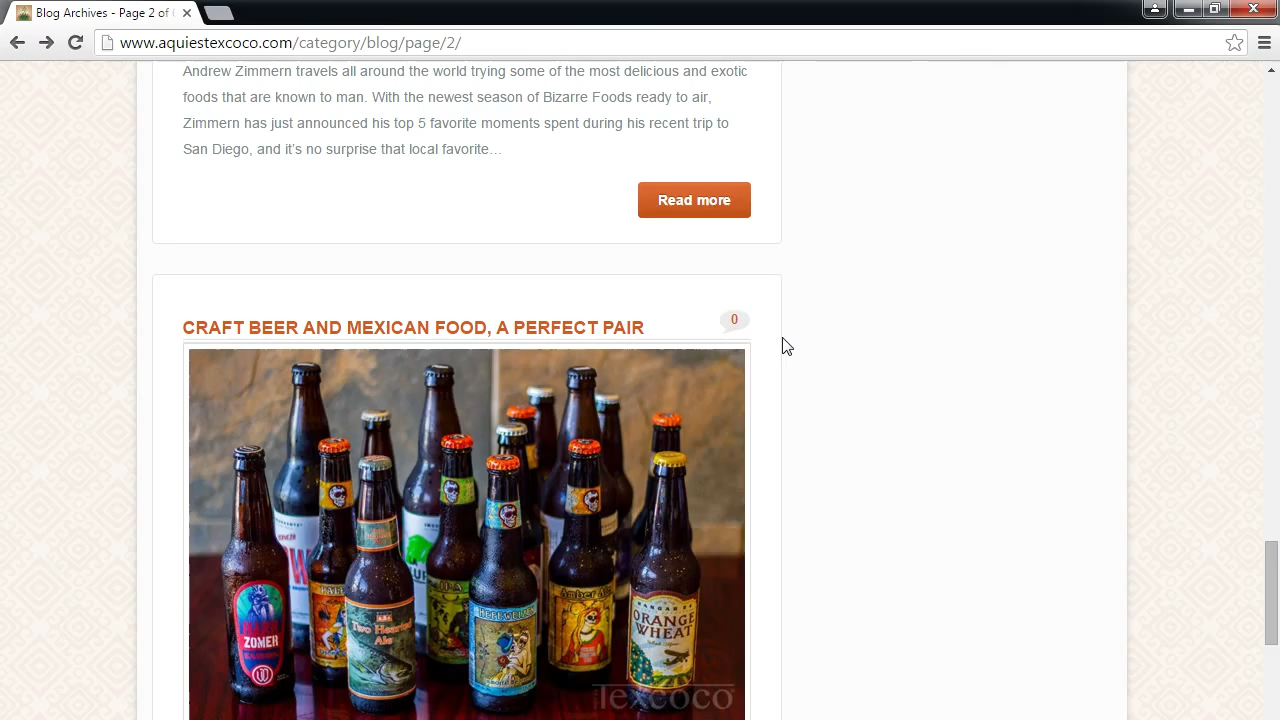 Blog Archives - Page 2 of
www.aquiestexcoco.com/category/blog/page/2/
Andrew Zimmern travels all around the world trying some of the most delicious and exotic
foods that are known to man. With the newest season of Bizarre Foods ready to air,
Zimmern has just announced his top 5 favorite moments spent during his recent trip to
San Diego, and it's no surprise that local favorite…
Read more
CRAFT BEER AND MEXICAN FOOD, A PERFECT PAIR
0
IPA
HEFEWEIZEN
Amber
ZOMER
Two Hearted
Ale
ORANGE
WHEAT
Texcoco